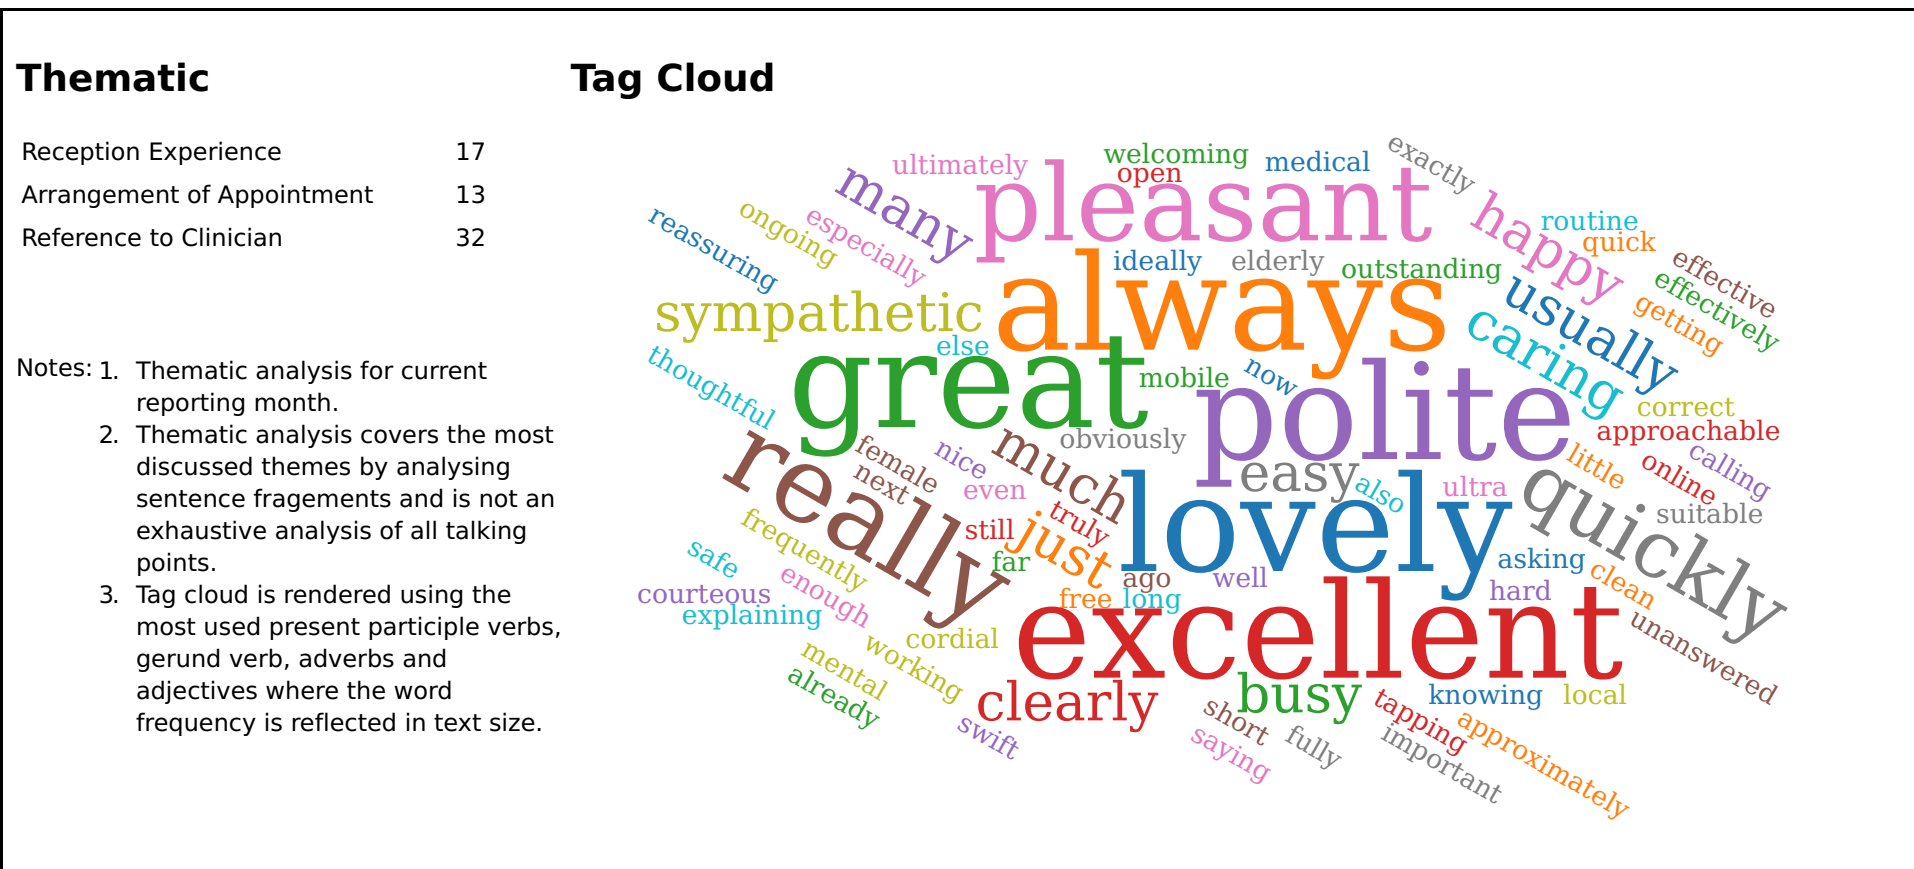 Thematic
Reception Experience 17
Arrangement of Appointment 13
Reference to Clinician 32
Notes: 1. Thematic analysis for current
reporting month.
2. Thematic analysis covers the most
discussed themes by analysing
sentence fragements and is not an
exhaustive analysis of all talking
points.
3. Tag cloud is rendered using the
most used present participle verbs,
gerund verb, adverbs and
adjectives where the word
frequency is reflected in text size.
Tag Cloud
exactly
welcoming
ultimately
medical
open
many
pleasant
happy
routine
quick
reassuring
ongoing
especially
ideally
elderly
outstanding
effective
effectively
getting
usually
sympathetic
always
caring
else
great
thoughtful
mobile
now
polite
correct
approachable
really
female
next
nice
much
obviously
easy
also
even
ultra
little
online
calling
quickly
suitable
frequently
still
truly
just
lovely
far
safe
enough
ago
well
asking
clean
hard
courteous
explaining
free
long
cordial
excellent
unanswered
working
mental
already
clearly
busy
knowing
local
swift
short
saying
fully
tapping
important
approximately